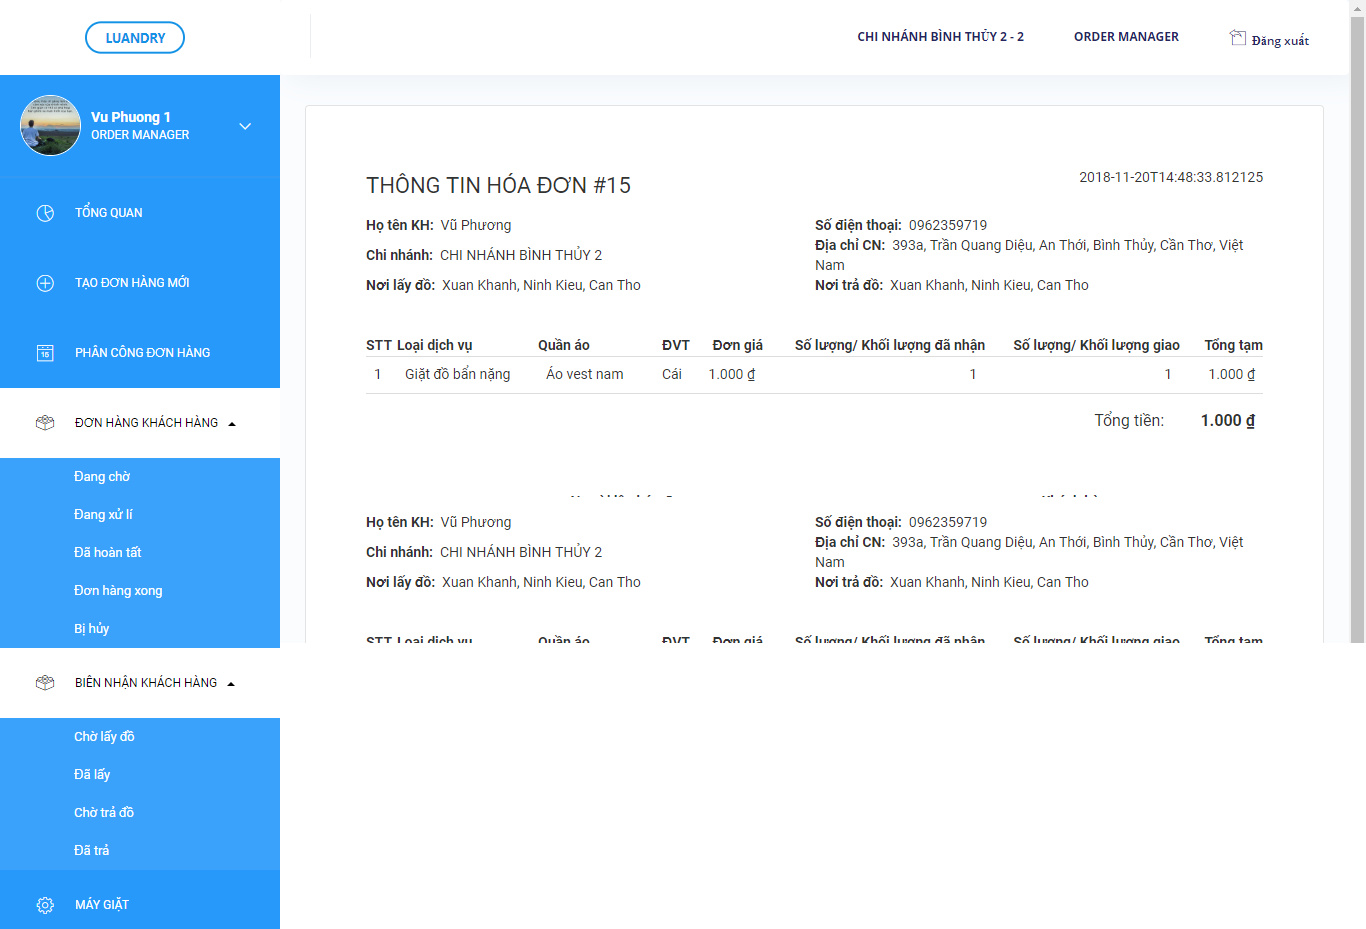 LUANDRY
CHI NHÁNH BÌNH THỦY 2 - 2
ORDER MANAGER
Đăng xuất
Vu Phuong 1
ORDER MANAGER
TỔNG QUAN
TẠO ĐƠN HÀNG MỚI
PHÂN CÔNG ĐƠN HÀNG
ĐƠN HÀNG KHÁCH HÀNG
Đang chờ
Đang xử lí
Đã hoàn tất
Đơn hàng xong
Bị hủy
BIÊN NHẬN KHÁCH HÀNG
Chờ lấy đồ
Đã lấy
Chờ trả đồ
Đã trả
MÁY GIẶT
THÔNG TIN HÓA ĐƠN #15
2018-11-20T14:48:33.812125
Họ tên KH: Vũ Phương
Chi nhánh: CHI NHÁNH BÌNH THỦY 2
Nơi lấy đồ: Xuan Khanh, Ninh Kieu, Can Tho
Số điện thoại: 0962359719
Địa chỉ CN: 393a, Trần Quang Diệu, An Thới, Bình Thủy, Cần Thơ, Việt
Nam
Nơi trả đồ: Xuan Khanh, Ninh Kieu, Can Tho
STT Loại dịch vụ Quần áo ĐVT Đơn giá Số lượng/ Khối lượng đã nhận Số lượng/ Khối lượng giao Tổng tạm
1 Giặt đồ bẩn nặng Áo vest nam Cái 1.000 ₫ 1 1 1.000 ₫
Tổng tiền: 1.000 ₫
Họ tên KH: Vũ Phương
Chi nhánh: CHI NHÁNH BÌNH THỦY 2
Nơi lấy đồ: Xuan Khanh, Ninh Kieu, Can Tho
Số điện thoại: 0962359719
Địa chỉ CN: 393a, Trần Quang Diệu, An Thới, Bình Thủy, Cần Thơ, Việt
Nam
Nơi trả đồ: Xuan Khanh, Ninh Kieu, Can Tho
STT Loại dịch vụ Quần áo ĐVT Đơn giá Số lượng/ Khối lượng đã nhận Số lượng/ Khối lượng giao Tổng tạm